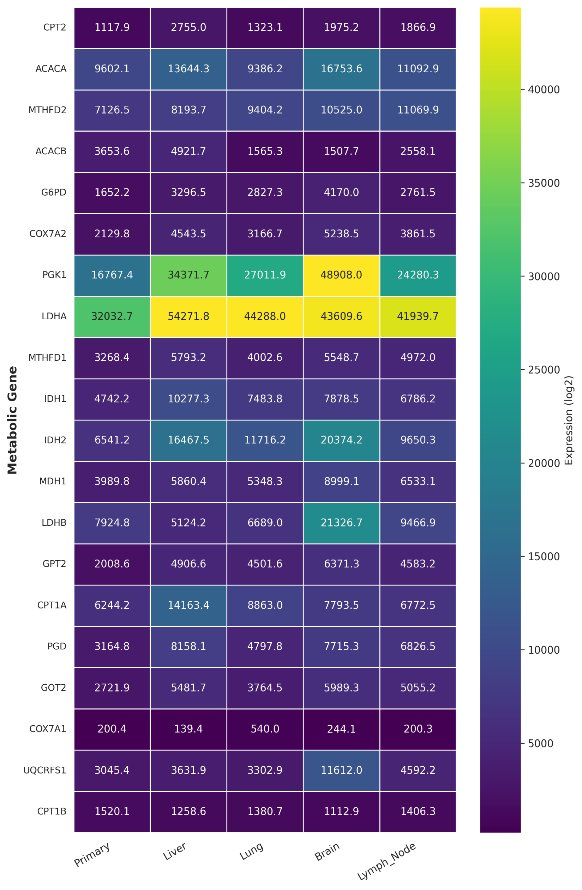 CPT2 1117.9 2755.0 1323.1 1975.2 1866.9
ACACA 9602.1 13644.3 9386.2 16753.6 11092.9
MTHFD2 7126.5 8193.7 9404.2 10525.0 11069.9
ACACB 3653.6 4921.7 1565.3 1507.7 2558.1
G6PD 1652.2 3296.5 2827.3 4170.0 2761.5
COX7A2 2129.8 4543.5 3166.7 5238.5 3861.5
PGK1 16767.4 34371.7 27011.9 48908.0 24280.3
LDHA 32032.7 54271.8 44288.0 43609.6 41939.7
MTHFD1 3268.4 5793.2 4002.6 5548.7 4972.0
IDH1 4742.2 10277.3 7483.8 7878.5 6786.2
IDH2 6541.2 16467.5 11716.2 20374.2 9650.3
MDH1 3989.8 5860.4 5348.3 8999.1 6533.1
LDHB 7924.8 5124.2 6689.0 21326.7 9466.9
GPT2 2008.6 4906.6 4501.6 6371.3 4583.2
CPT1A 6244.2 14163.4 8863.0 7793.5 6772.5
PGD 3164.8 8158.1 4797.8 7715.3 6826.5
GOT2 2721.9 5481.7 3764.5 5989.3 5055.2
COX7A1 200.4 139.4 540.0 244.1 200.3
UQCRFS1 3045.4 3631.9 3302.9 11612.0 4592.2
CPT1B 1520.1 1258.6 1380.7 1112.9 1406.3
Primary Liver Lung Brain Lymph_Node
Metabolic Gene
40000
35000
30000
25000
20000
15000
10000
5000
Expression (log2)